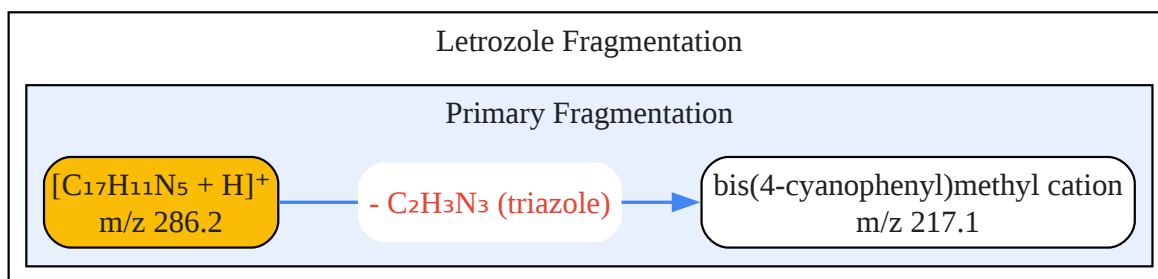 Letrozole Fragmentation
Primary Fragmentation
[C₁₇H₁₁N₅ + H]⁺
m/z 286.2
- C₂H₃N₃ (triazole)
bis(4-cyanophenyl)methyl cation
m/z 217.1